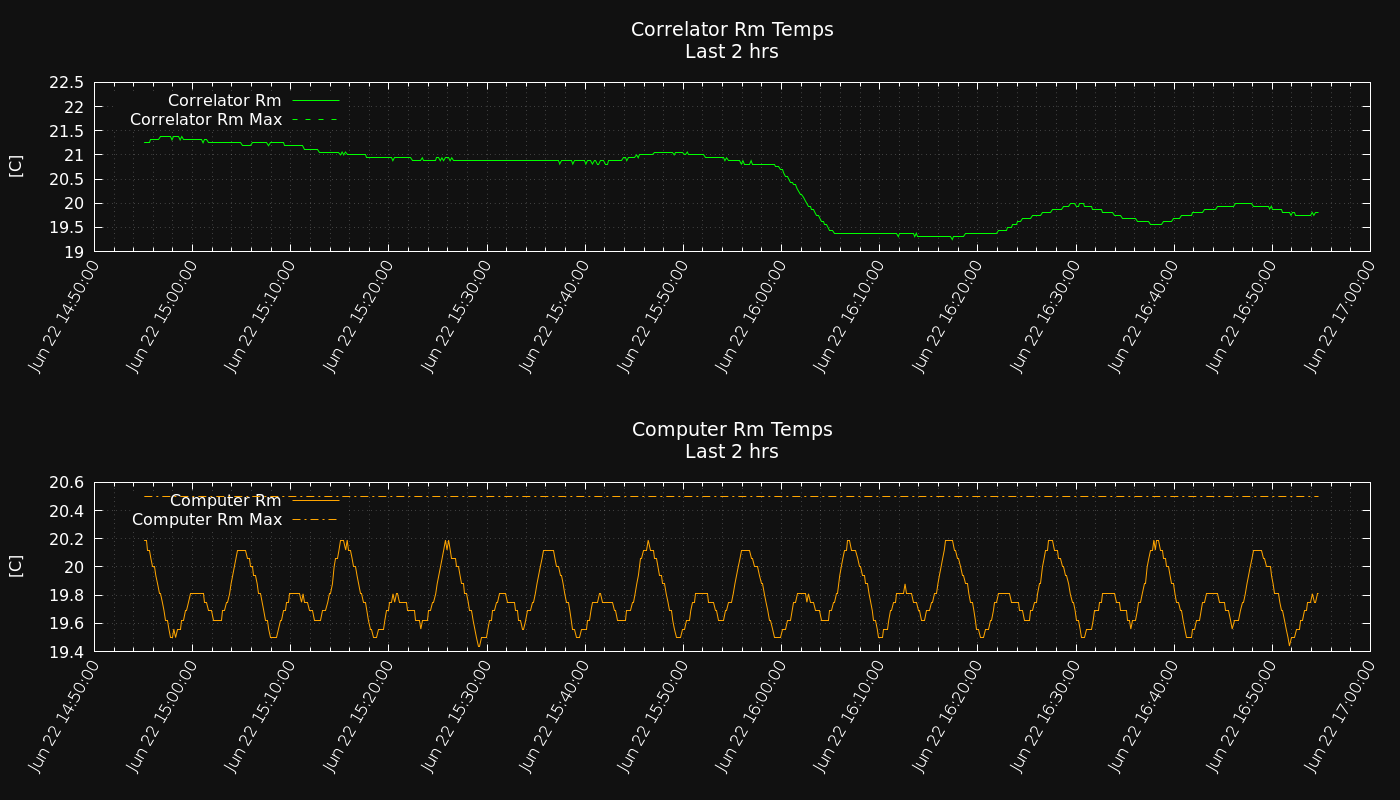 Correlator Rm Temps
Last 2 hrs
22.5
22
21.5
21
20.5
20
19.5
19
[C]
Correlator Rm
Correlator Rm Max
Jun 22 14:50:00
Jun 22 15:00:00
Jun 22 15:10:00
Jun 22 15:20:00
Jun 22 15:30:00
Jun 22 15:40:00
Jun 22 15:50:00
Jun 22 16:00:00
Jun 22 16:10:00
Jun 22 16:20:00
Jun 22 16:30:00
Jun 22 16:40:00
Jun 22 16:50:00
Jun 22 17:00:00
Computer Rm Temps
Last 2 hrs
20.6
20.4
20.2
20
19.8
19.6
19.4
[C]
Computer Rm
Computer Rm Max
Jun 22 14:50:00
Jun 22 15:00:00
Jun 22 15:10:00
Jun 22 15:20:00
Jun 22 15:30:00
Jun 22 15:40:00
Jun 22 15:50:00
Jun 22 16:00:00
Jun 22 16:10:00
Jun 22 16:20:00
Jun 22 16:30:00
Jun 22 16:40:00
Jun 22 16:50:00
Jun 22 17:00:00